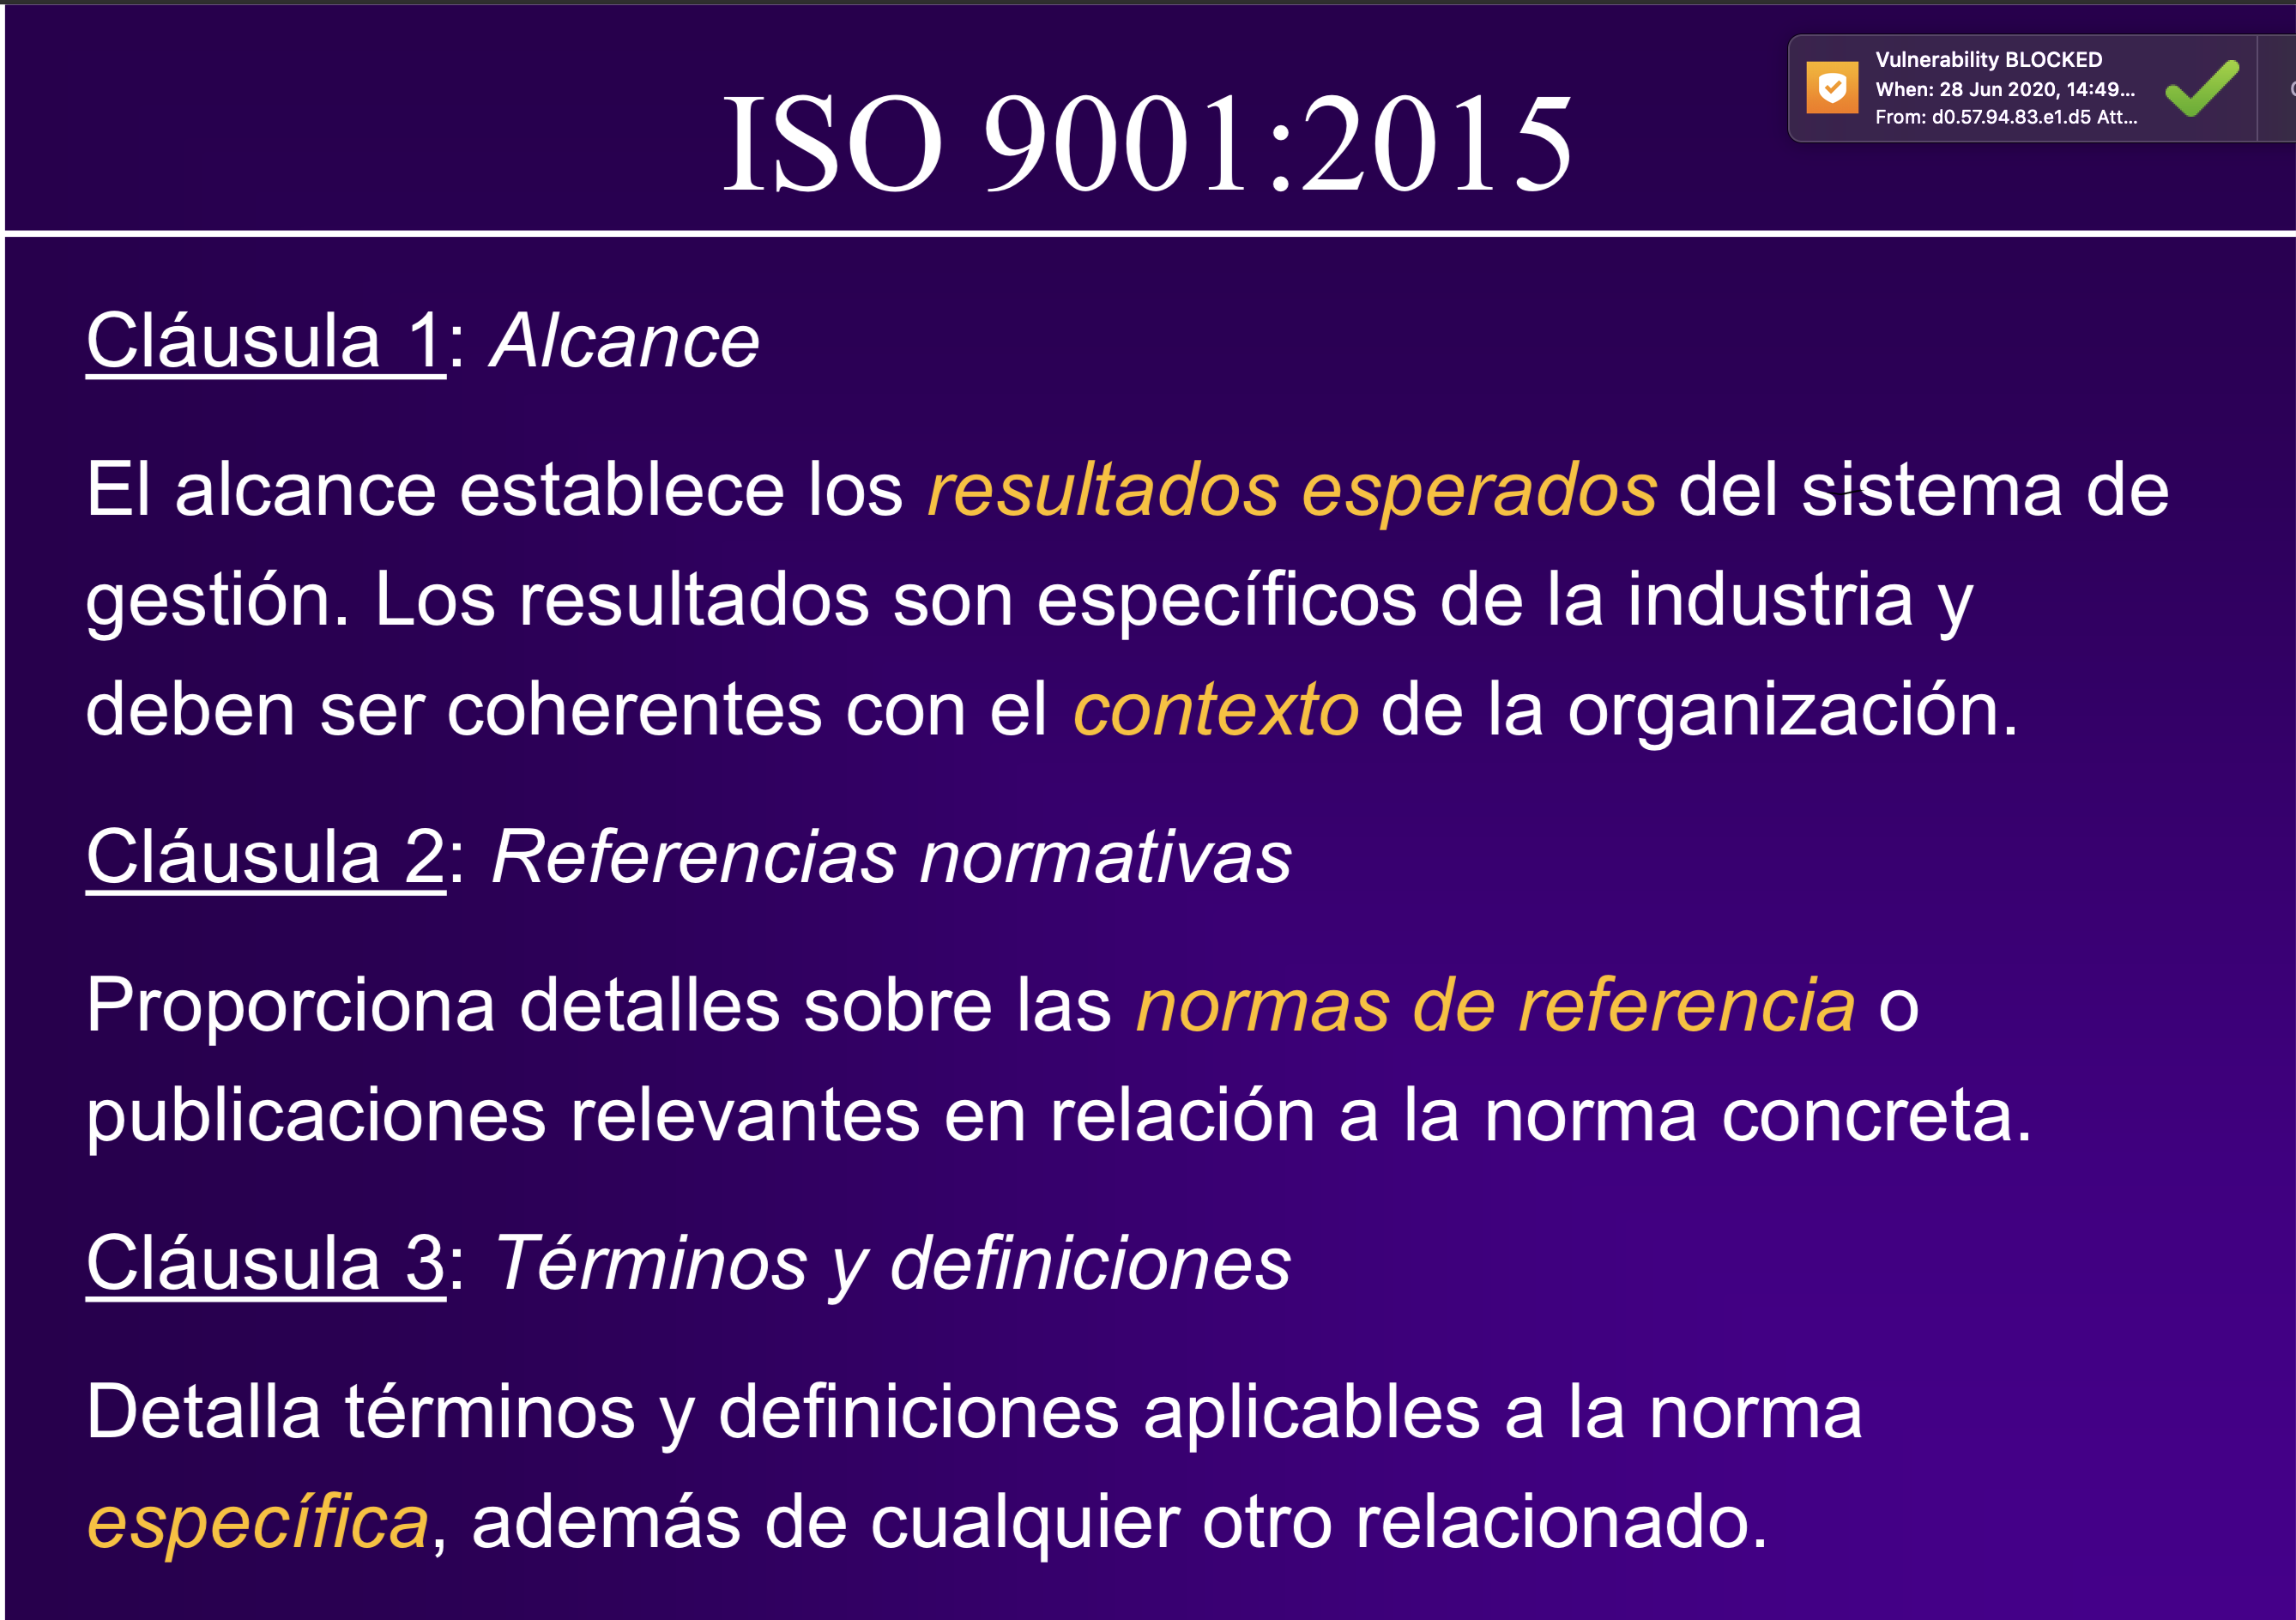 ISO 9001:2015
Vulnerability BLOCKED
When: 28 Jun 2020, 14:49...
From: d0.57.94.83.e1.d5 Att...
Cláusula 1: Alcance
El alcance establece los resultados esperados del sistema de
gestión. Los resultados son específicos de la industria y
deben ser coherentes con el contexto de la organización.
Cláusula 2: Referencias normativas
Proporciona detalles sobre las normas de referencia o
publicaciones relevantes en relación a la norma concreta.
Cláusula 3: Términos y definiciones
Detalla términos y definiciones aplicables a la norma
específica, además de cualquier otro relacionado.